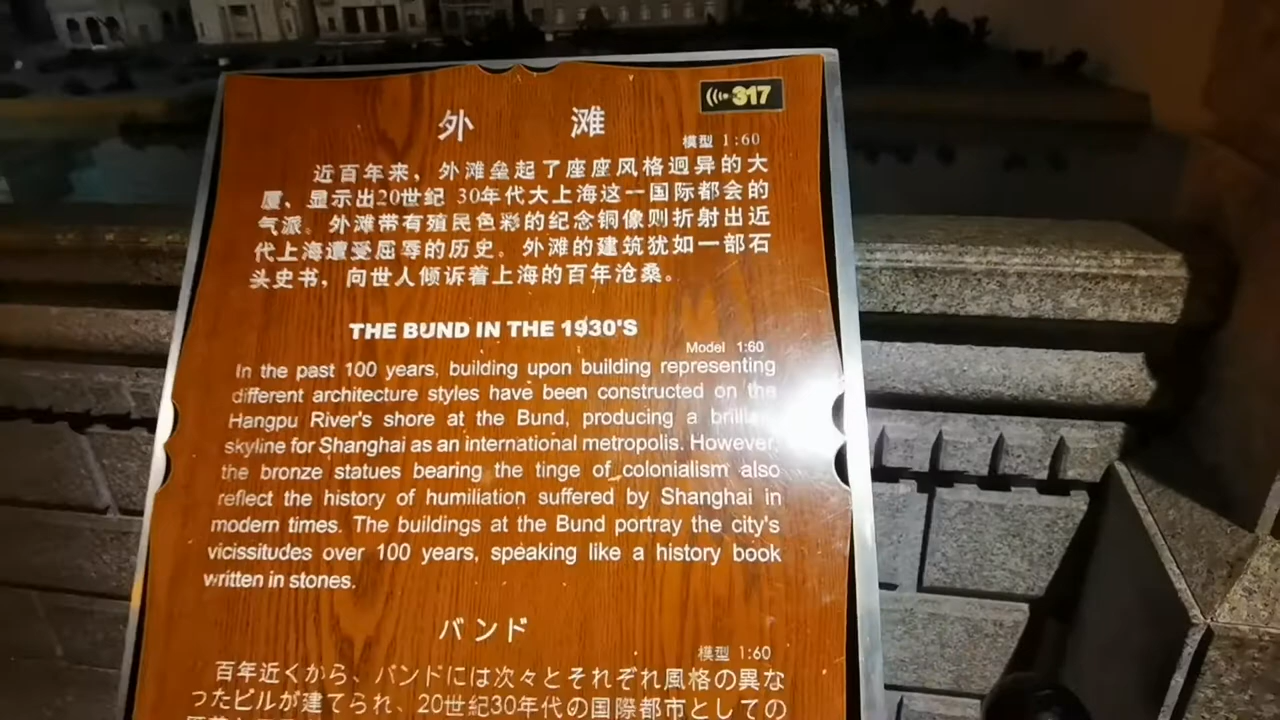 317
外 滩
模型 1:60
近百年来，外滩垒起了座座风格迥异的大
厦，显示出20世纪 30年代大上海这一国际都会的
气派。外滩带有殖民色彩的纪念铜像则折射出近
代上海遭受屈辱的历史。外滩的建筑犹如一部石
头史书，向世人倾诉着上海的百年沧桑。
THE BUND IN THE 1930'S
Model 1:60
In the past 100 years, building upon building representing
different architecture styles have been constructed on the
Hangpu River's shore at the Bund, producing a brilliant
skyline for Shanghai as an international metropolis. However,
the bronze statues bearing the tinge of colonialism also
reflect the history of humiliation suffered by Shanghai in
modern times. The buildings at the Bund portray the city's
vicissitudes over 100 years, speaking like a history book
written in stones.
バンド
模型 1:60
百年近くから、バンドには次々とそれぞれ風格の異な
ったビルが建てられ、20世紀30年代の国際都市としての